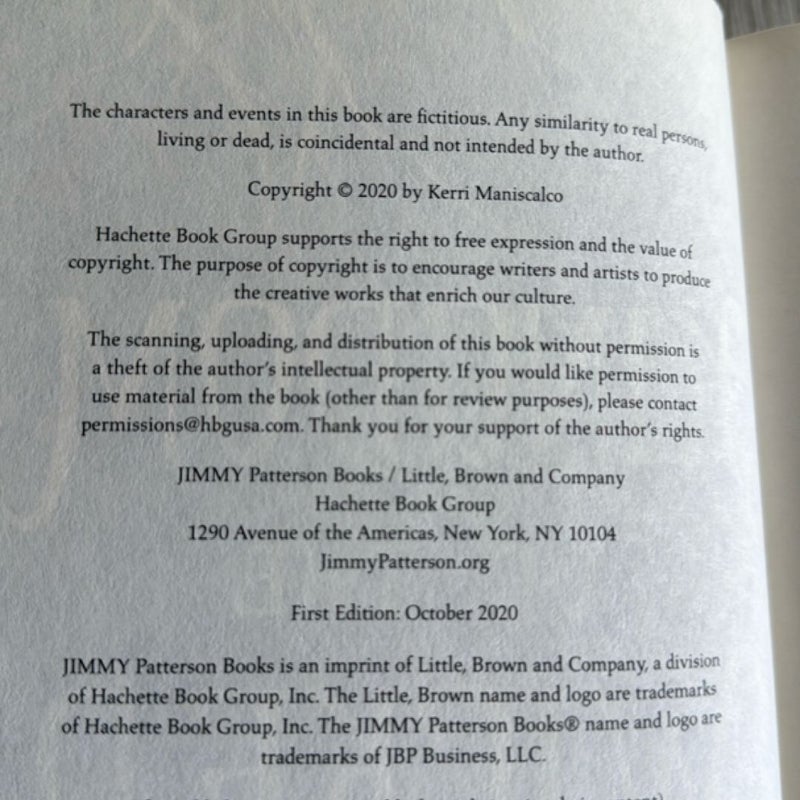 The characters and events in this book are fictitious. Any similarity to real persons,
living or dead, is coincidental and not intended by the author.
Copyright © 2020 by Kerri Maniscalco
Hachette Book Group supports the right to free expression and the value of
copyright. The purpose of copyright is to encourage writers and artists to produce
the creative works that enrich our culture.
The scanning, uploading, and distribution of this book without permission is
a theft of the author's intellectual property. If you would like permission to
use material from the book (other than for review purposes), please contact
permissions@hbgusa.com. Thank you for your support of the author's rights.
JIMMY Patterson Books / Little, Brown and Company
Hachette Book Group
1290 Avenue of the Americas, New York, NY 10104
JimmyPatterson.org
First Edition: October 2020
JIMMY Patterson Books is an imprint of Little, Brown and Company, a division
of Hachette Book Group, Inc. The Little, Brown name and logo are trademarks
of Hachette Book Group, Inc. The JIMMY Patterson Books® name and logo are
trademarks of JBP Business, LLC.